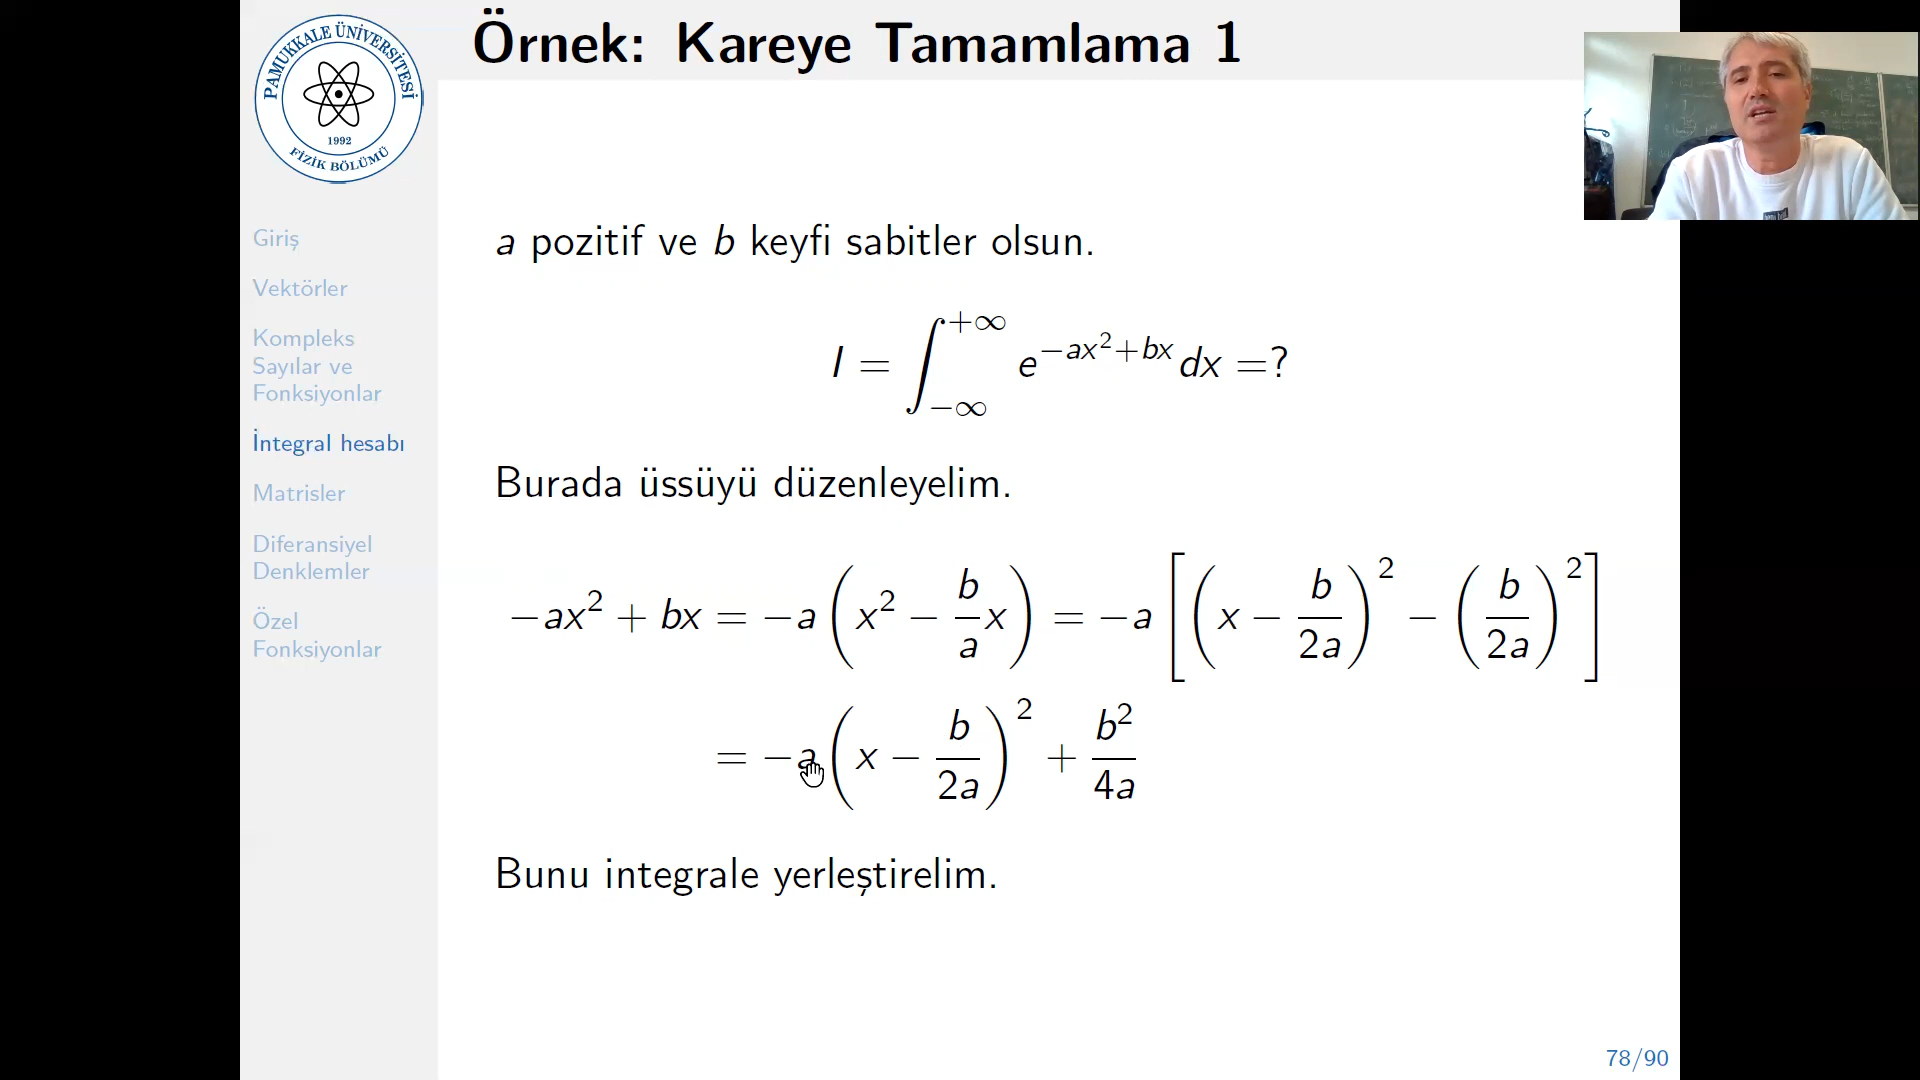 Örnek: Kareye Tamamlama 1
PAMUKKALE ÜNİVERSİTESİ
1992
FİZİK BÖLÜMÜ
Giriş
Vektörler
Kompleks
Sayılar ve
Fonksiyonlar
İntegral hesabı
Matrisler
Diferansiyel
Denklemler
Özel
Fonksiyonlar
a pozitif ve b keyfi sabitler olsun.
I = ∫_{−∞}^{+∞} e^{−ax²+bx} dx =?
Burada üssüyü düzenleyelim.
−ax² + bx = −a (x² − b/a x) = −a [(x − b/2a)² − (b/2a)²]
= −a (x − b/2a)² + b²/4a
Bunu integrale yerleştirelim.
78/90